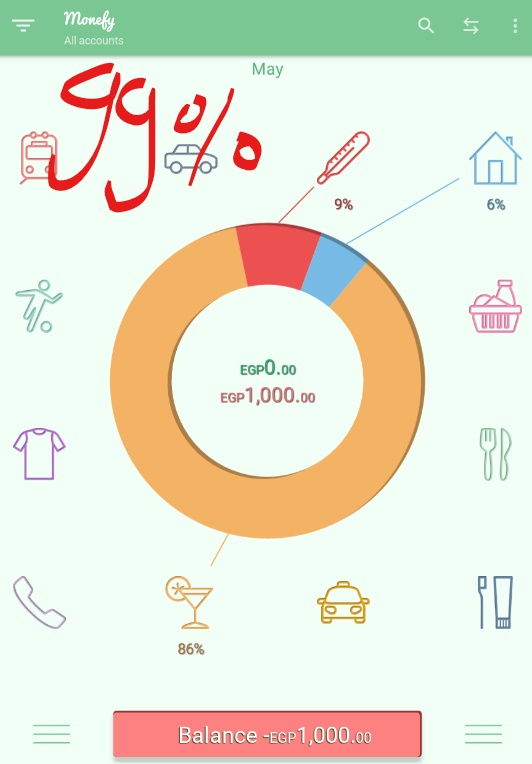 Monefy
All accounts
May
99%
9%
6%
EGP0.00
EGP1,000.00
86%
Balance -EGP1,000.00